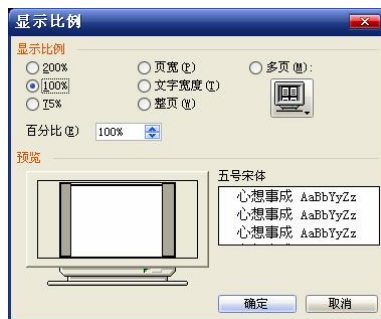 显示比例
显示比例
200%
页宽(P)
多页(M):
100%
文字宽度(T)
75%
整页(W)
百分比(E)
100%
预览
五号宋体
心想事成 AaBbYyZz
心想事成 AaBbYyZz
心想事成 AaBbYyZz
确定
取消